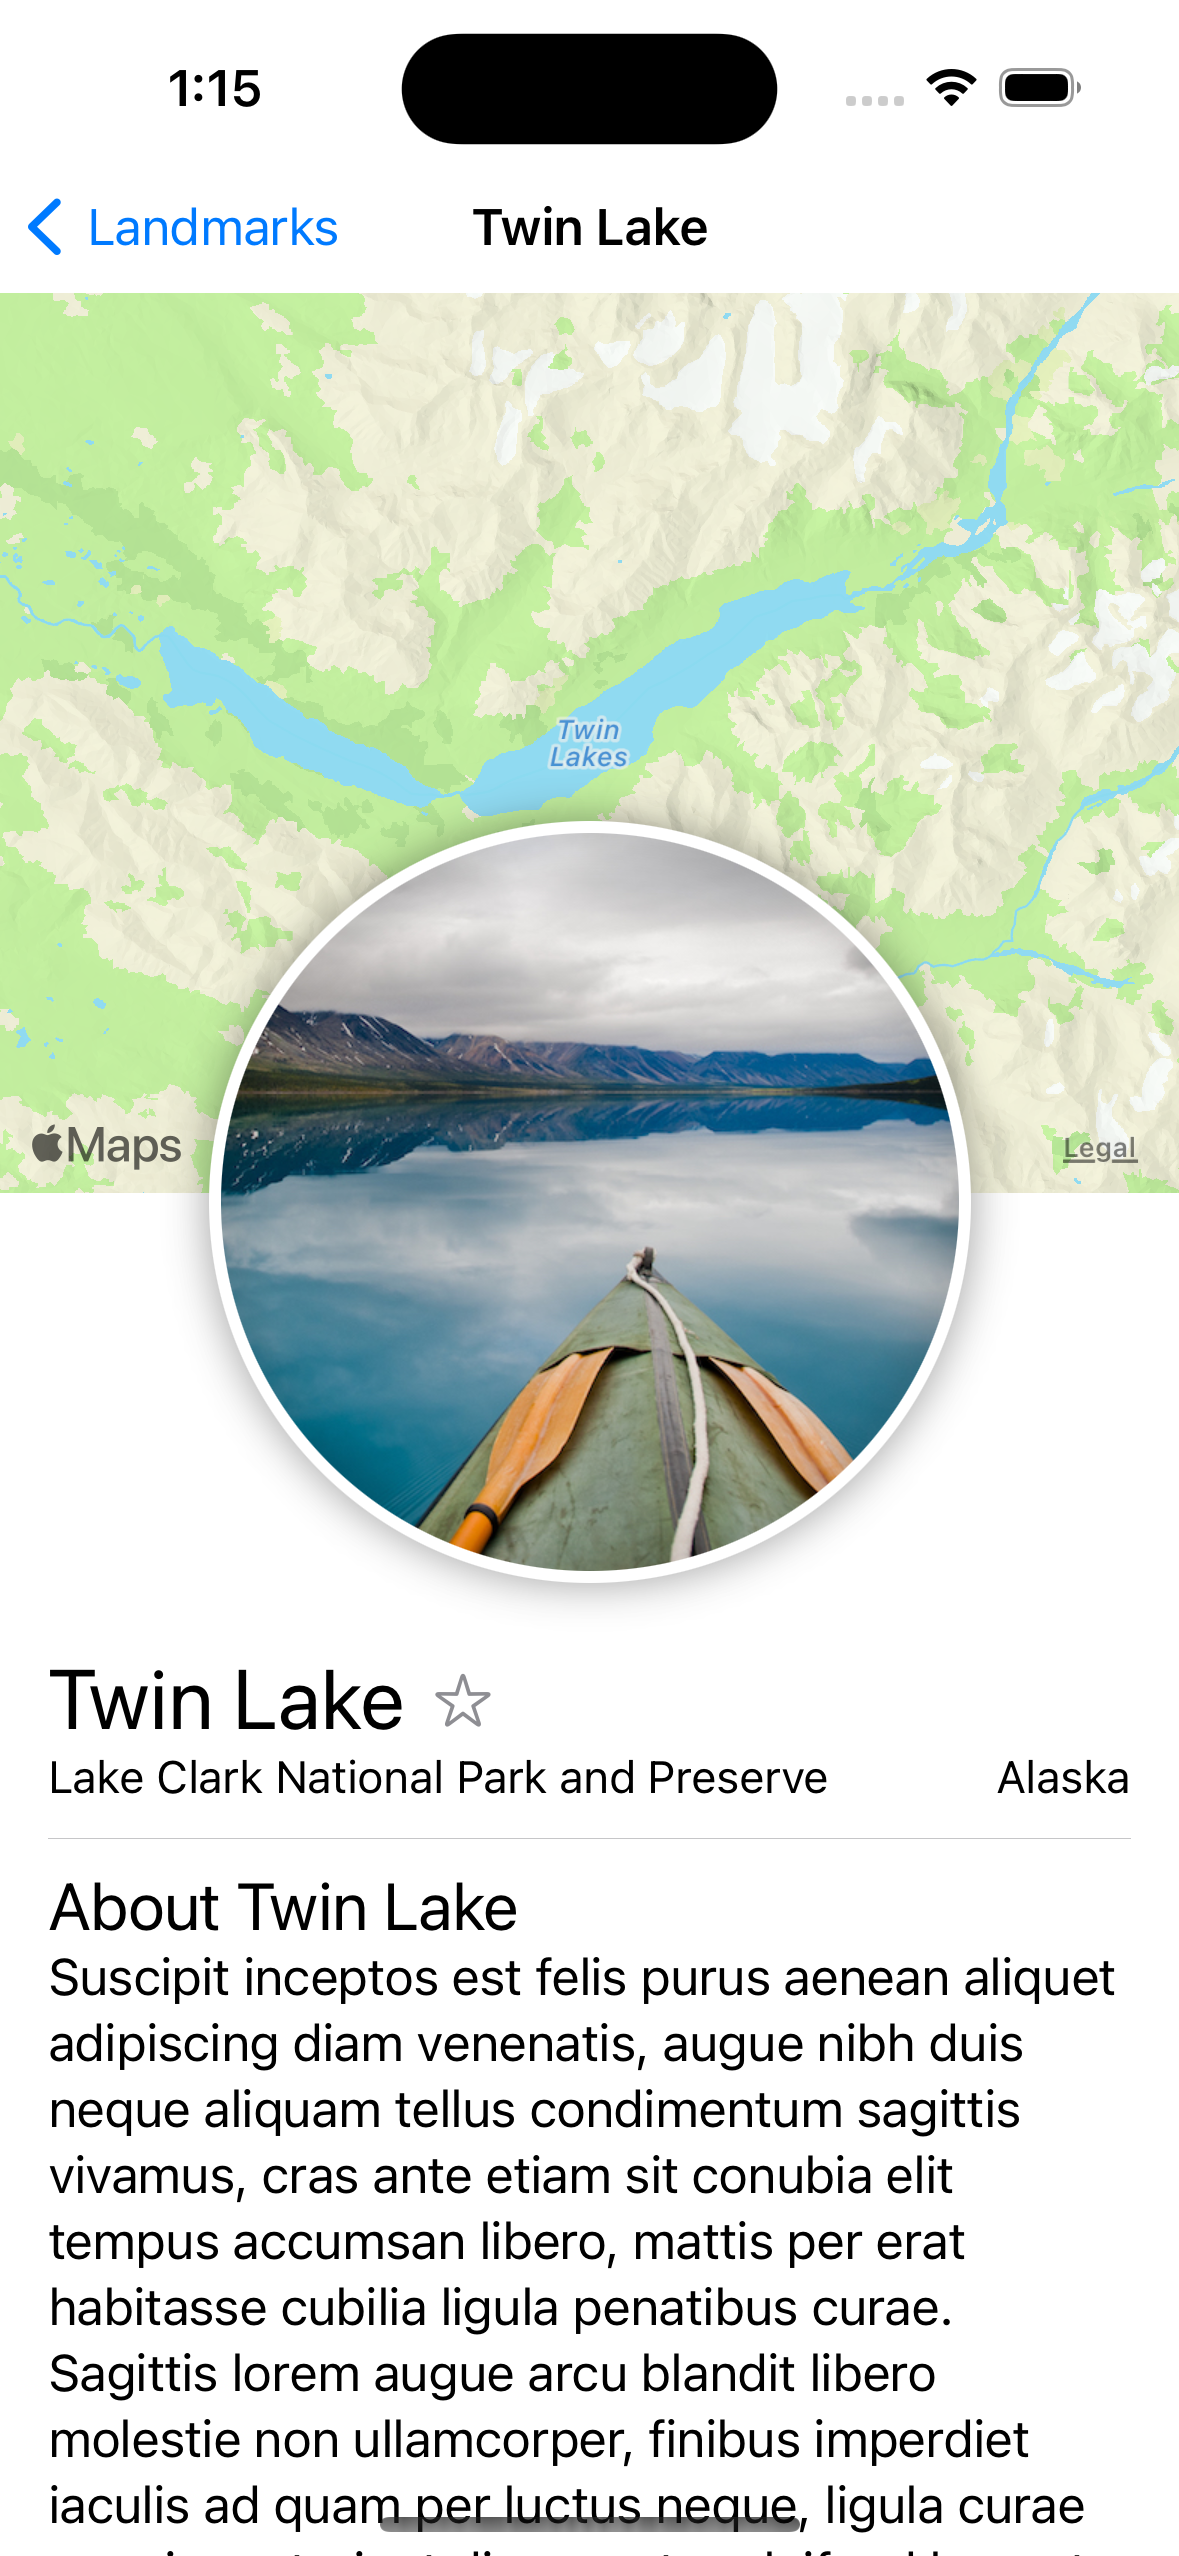 1:15
Landmarks
Twin Lake
Twin
Lakes
Maps
Legal
Twin Lake
Lake Clark National Park and Preserve
Alaska
About Twin Lake
Suscipit inceptos est felis purus aenean aliquet
adipiscing diam venenatis, augue nibh duis
neque aliquam tellus condimentum sagittis
vivamus, cras ante etiam sit conubia elit
tempus accumsan libero, mattis per erat
habitasse cubilia ligula penatibus curae.
Sagittis lorem augue arcu blandit libero
molestie non ullamcorper, finibus imperdiet
iaculis ad quam per luctus neque, ligula curae